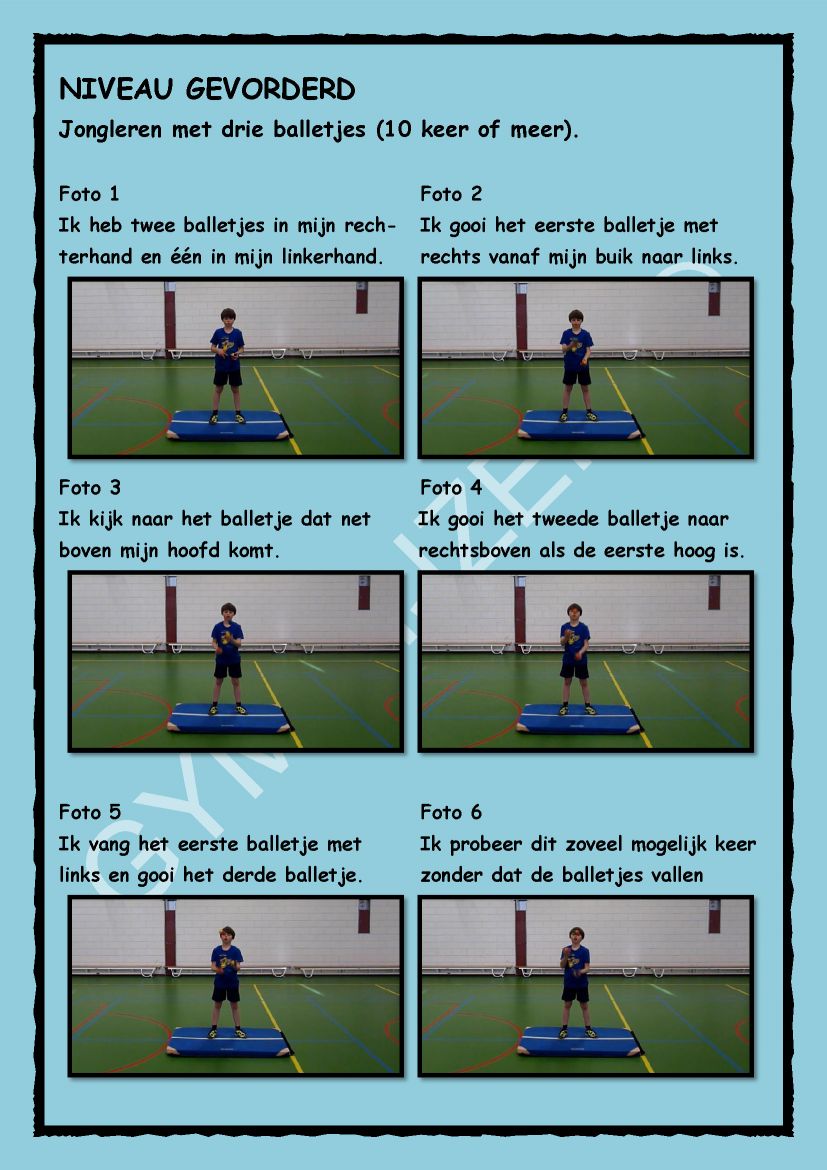 NIVEAU GEVORDERD
Jongleren met drie balletjes (10 keer of meer).
Foto 1
Ik heb twee balletjes in mijn rech-
terhand en één in mijn linkerhand.
Foto 2
Ik gooi het eerste balletje met
rechts vanaf mijn buik naar links.
Foto 3
Ik kijk naar het balletje dat net
boven mijn hoofd komt.
Foto 4
Ik gooi het tweede balletje naar
rechtsboven als de eerste hoog is.
Foto 5
Ik vang het eerste balletje met
links en gooi het derde balletje.
Foto 6
Ik probeer dit zoveel mogelijk keer
zonder dat de balletjes vallen